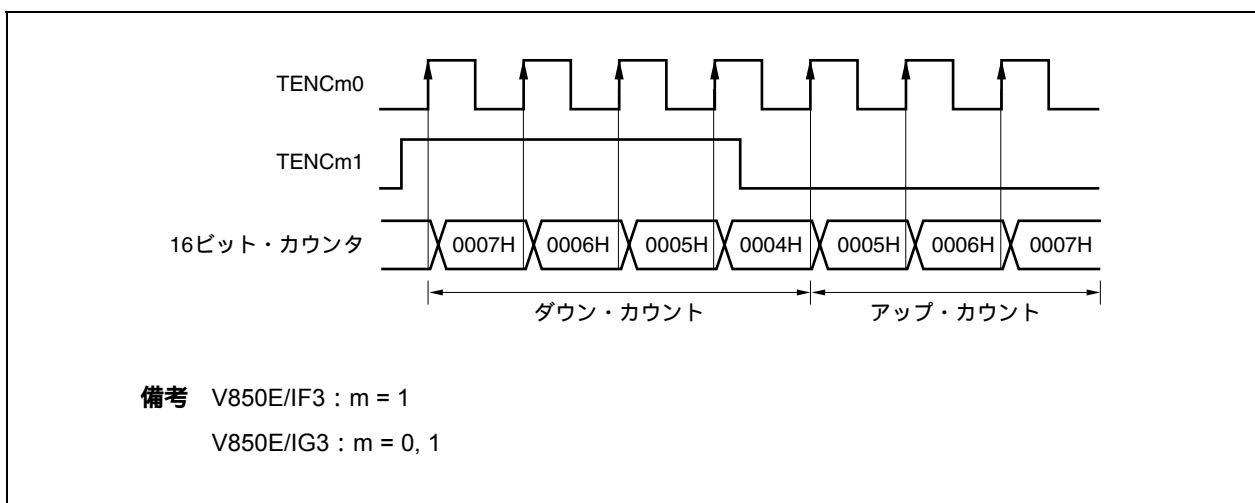 TENCm0
TENCm1
16ビット・カウンタ 0007H 0006H 0005H 0004H 0005H 0006H 0007H
ダウン・カウント アップ・カウント
備考 V850E/IF3：m = 1
V850E/IG3：m = 0, 1